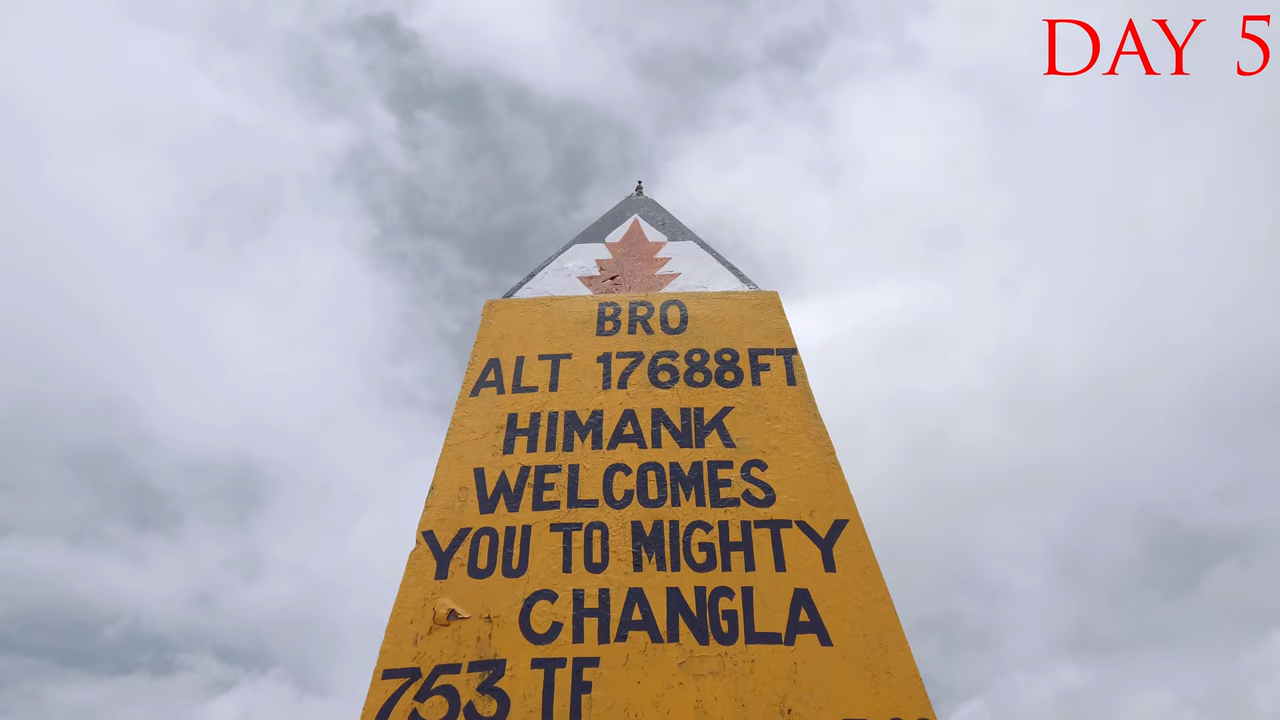 DAY 5
BRO
ALT 17688FT
HIMANK
WELCOMES
YOU TO MIGHTY
CHANGLA
753 TF